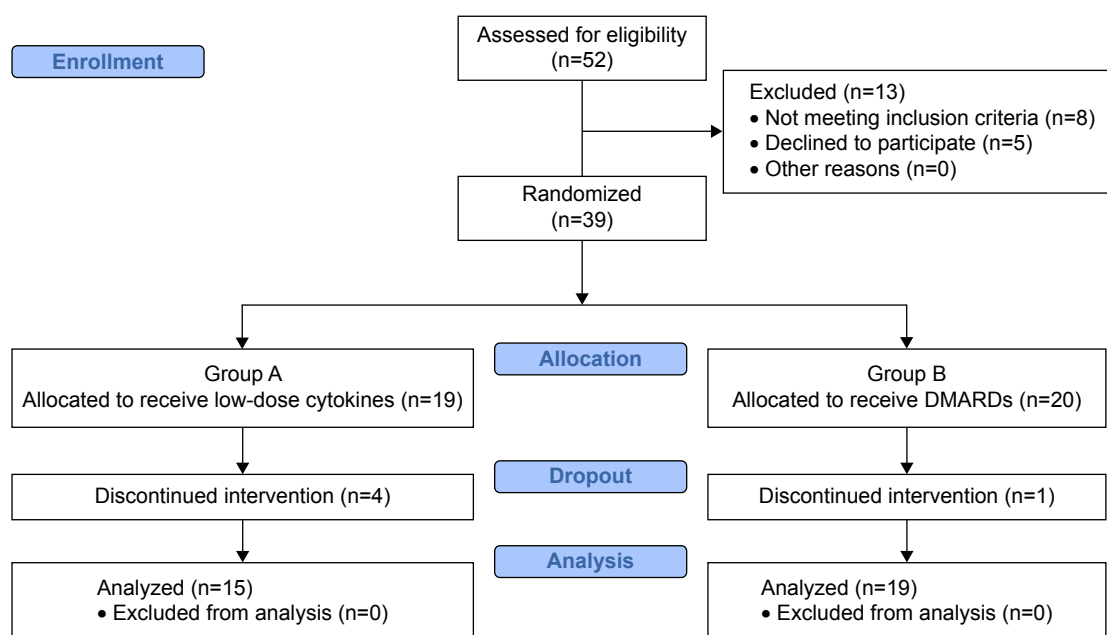 Enrollment
Assessed for eligibility
(n=52)
Excluded (n=13)
• Not meeting inclusion criteria (n=8)
• Declined to participate (n=5)
• Other reasons (n=0)
Randomized
(n=39)
Allocation
Group A
Allocated to receive low-dose cytokines (n=19)
Group B
Allocated to receive DMARDs (n=20)
Dropout
Discontinued intervention (n=4)
Discontinued intervention (n=1)
Analysis
Analyzed (n=15)
• Excluded from analysis (n=0)
Analyzed (n=19)
• Excluded from analysis (n=0)